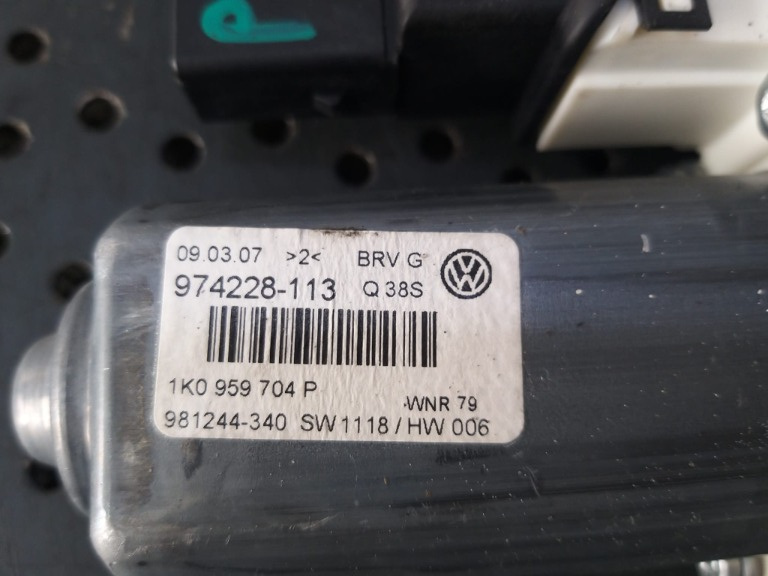 P
09.03.07 >2< BRV G
974228-113 Q 38S
1K0 959 704 P
WNR 79
981244-340 SW 1118 / HW 006